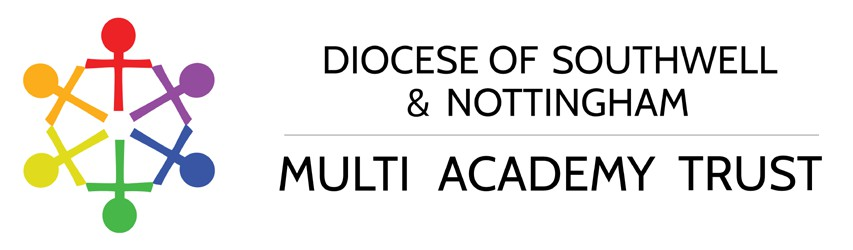 DIOCESE OF SOUTHWELL
& NOTTINGHAM
MULTI ACADEMY TRUST